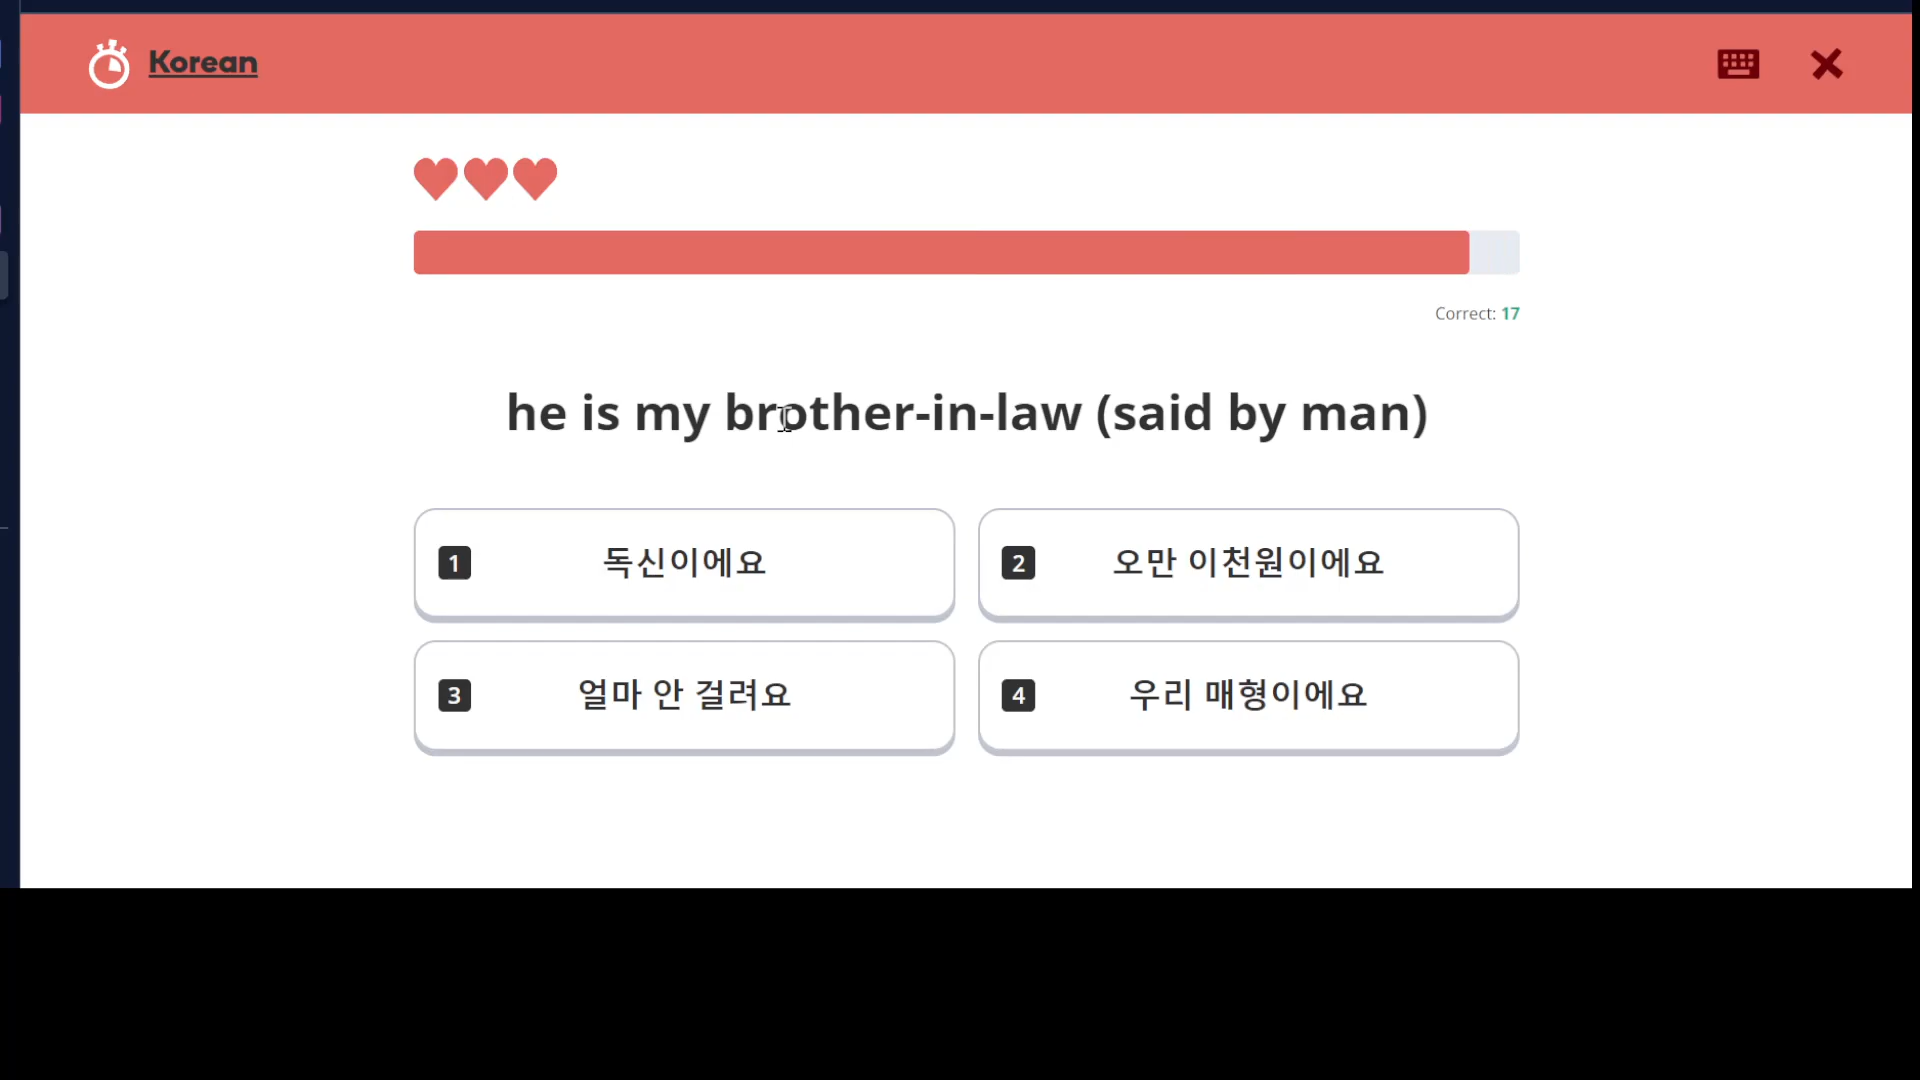 Korean
Correct: 17
he is my brother-in-law (said by man)
1 독신이에요
2 오만 이천원이에요
3 얼마 안 걸려요
4 우리 매형이에요